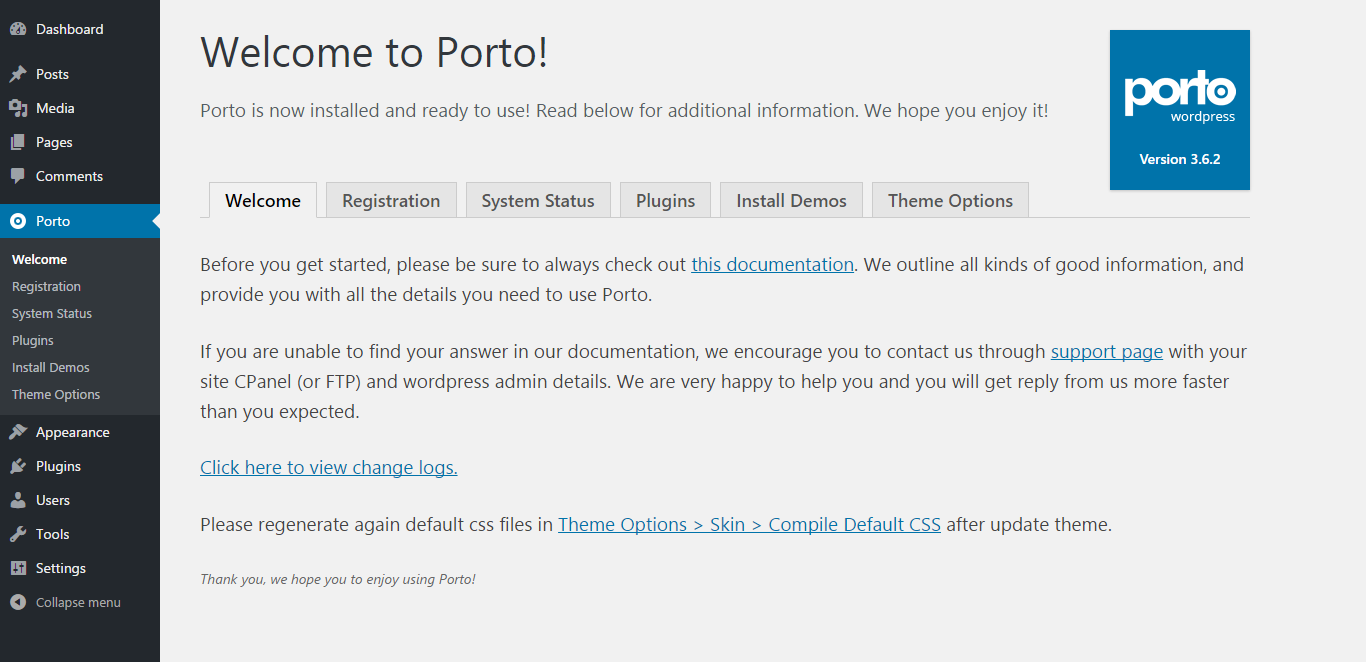 Dashboard
Posts
Media
Pages
Comments
Porto
Welcome
Registration
System Status
Plugins
Install Demos
Theme Options
Appearance
Plugins
Users
Tools
Settings
Collapse menu
Welcome to Porto!
Porto is now installed and ready to use! Read below for additional information. We hope you enjoy it!
porto
wordpress
Version 3.6.2
Welcome
Registration
System Status
Plugins
Install Demos
Theme Options
Before you get started, please be sure to always check out this documentation. We outline all kinds of good information, and
provide you with all the details you need to use Porto.
If you are unable to find your answer in our documentation, we encourage you to contact us through support page with your
site CPanel (or FTP) and wordpress admin details. We are very happy to help you and you will get reply from us more faster
than you expected.
Click here to view change logs.
Please regenerate again default css files in Theme Options > Skin > Compile Default CSS after update theme.
Thank you, we hope you to enjoy using Porto!